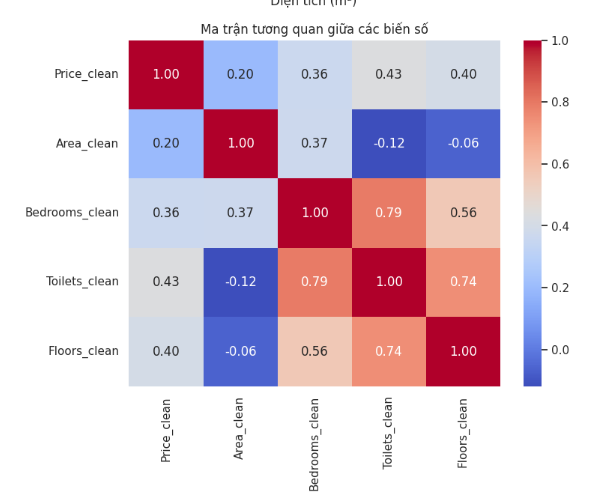 Diện tích (m²)
Ma trận tương quan giữa các biến số
Price_clean 1.00 0.20 0.36 0.43 0.40
Area_clean 0.20 1.00 0.37 -0.12 -0.06
Bedrooms_clean 0.36 0.37 1.00 0.79 0.56
Toilets_clean 0.43 -0.12 0.79 1.00 0.74
Floors_clean 0.40 -0.06 0.56 0.74 1.00
Price_clean
Area_clean
Bedrooms_clean
Toilets_clean
Floors_clean
1.0
0.8
0.6
0.4
0.2
0.0